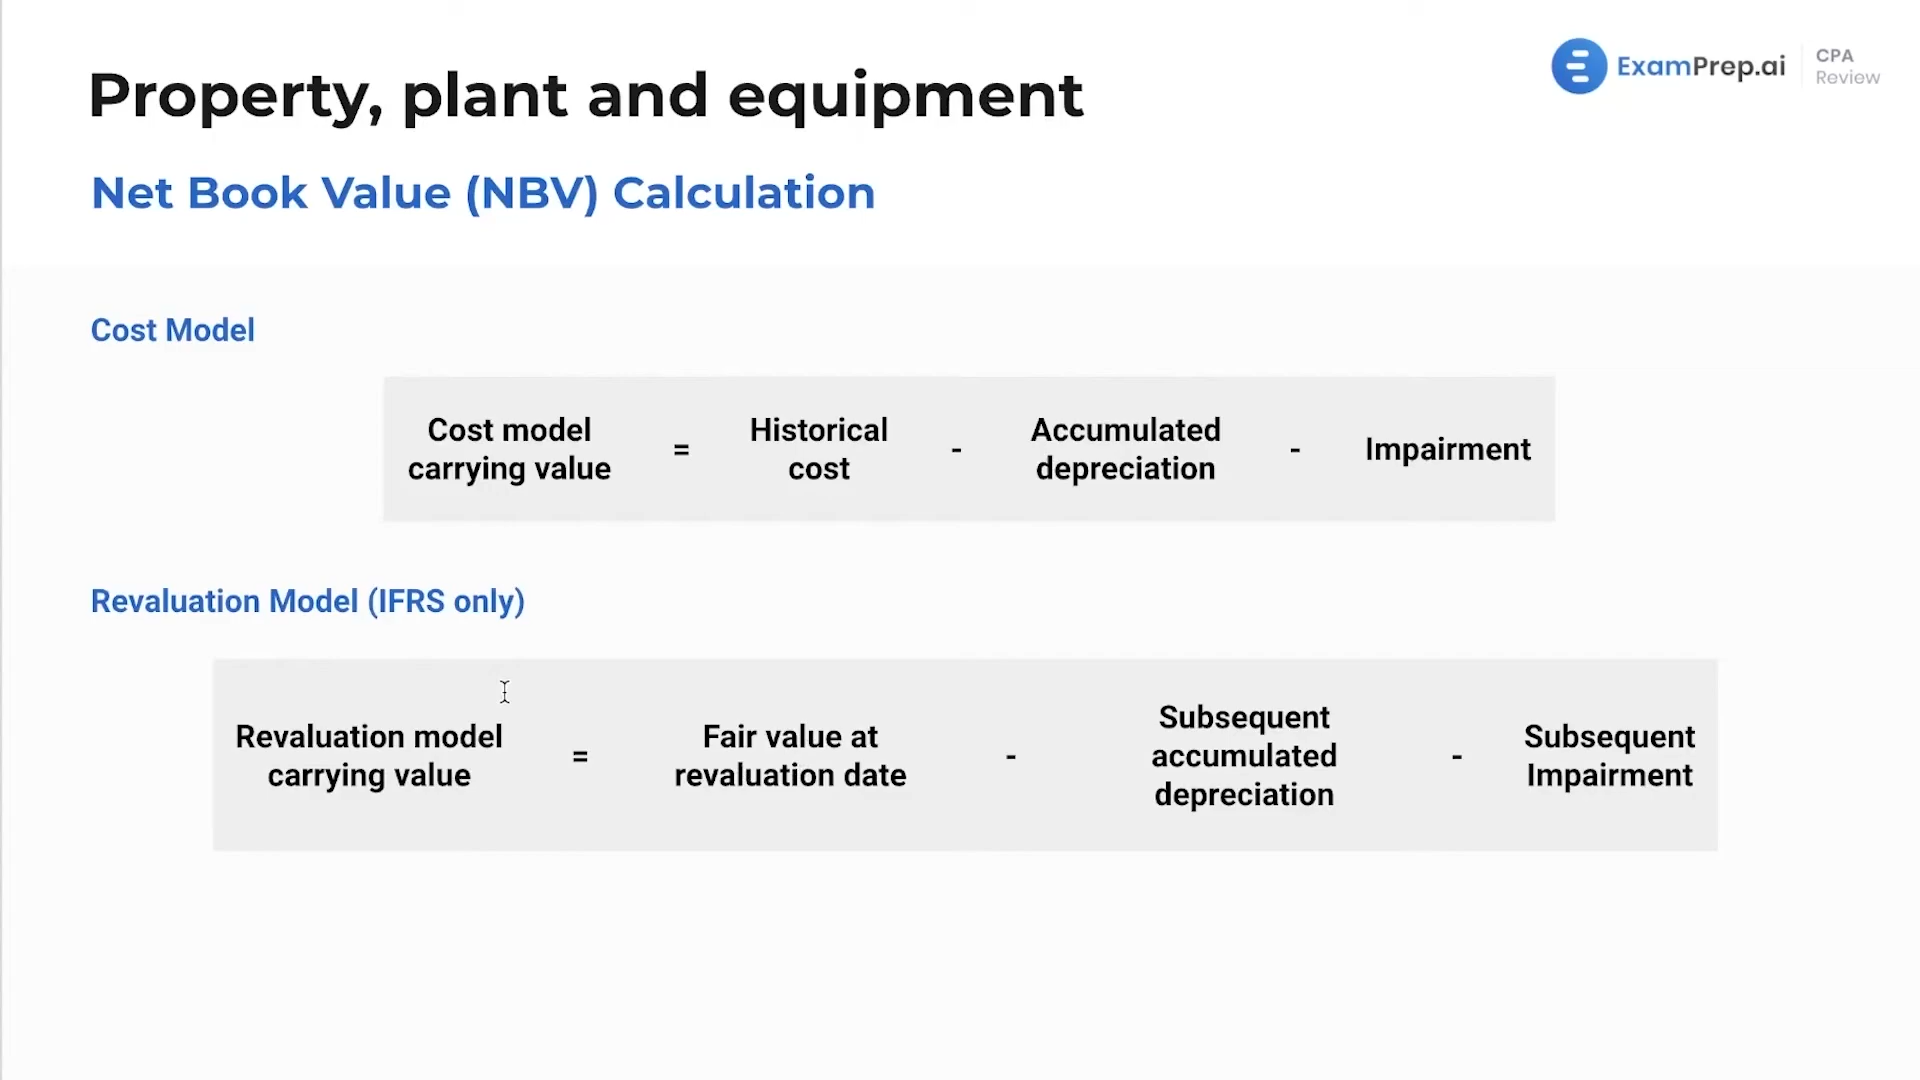 Property, plant and equipment
ExamPrep.ai
CPA
Review
Net Book Value (NBV) Calculation
Cost Model
Cost model
carrying value
=
Historical
cost
-
Accumulated
depreciation
-
Impairment
Revaluation Model (IFRS only)
Revaluation model
carrying value
=
Fair value at
revaluation date
-
Subsequent
accumulated
depreciation
-
Subsequent
Impairment